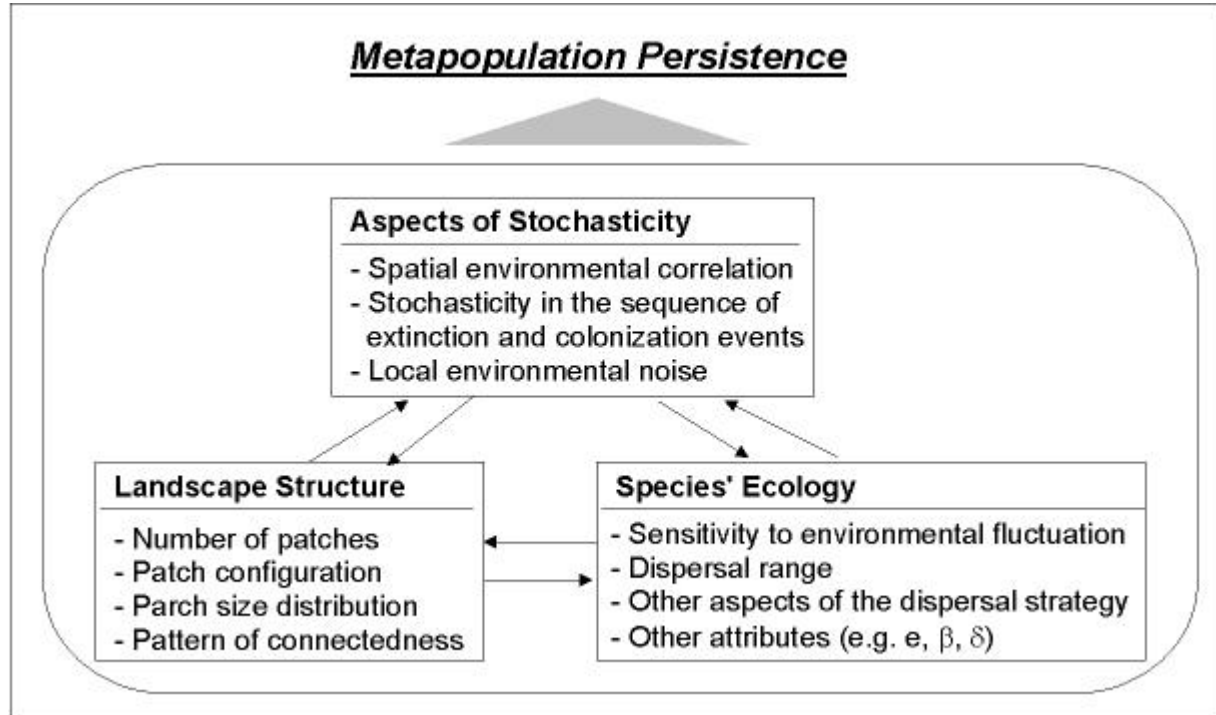 Metapopulation Persistence
Aspects of Stochasticity
- Spatial environmental correlation
- Stochasticity in the sequence of
extinction and colonization events
- Local environmental noise
Landscape Structure
- Number of patches
- Patch configuration
- Parch size distribution
- Pattern of connectedness
Species' Ecology
- Sensitivity to environmental fluctuation
- Dispersal range
- Other aspects of the dispersal strategy
- Other attributes (e.g. e, β, δ)